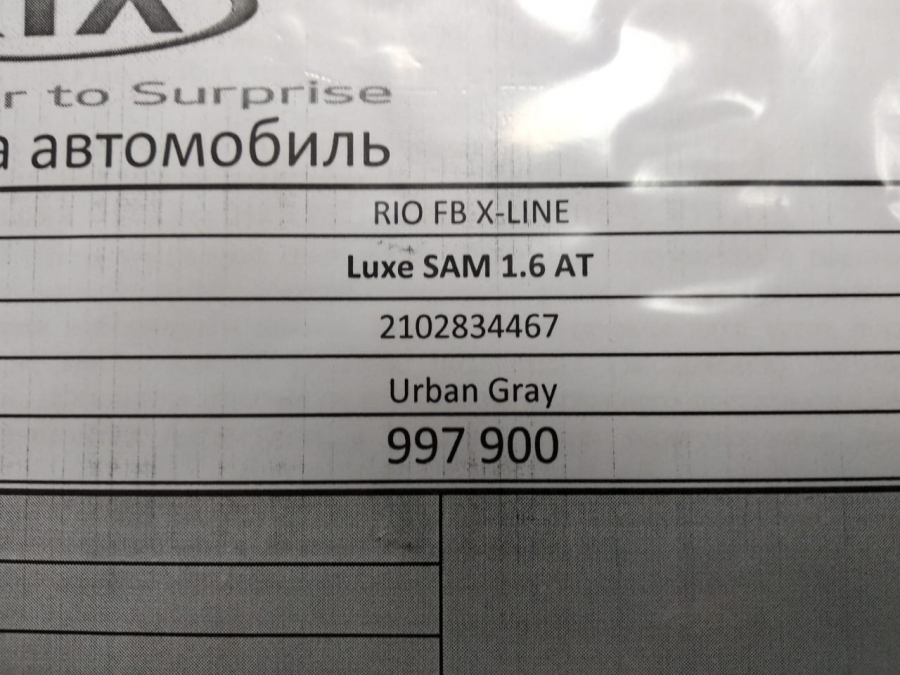 to Surprise
автомобиль
RIO FB X-LINE
Luxe SAM 1.6 AT
2102834467
Urban Gray
997 900